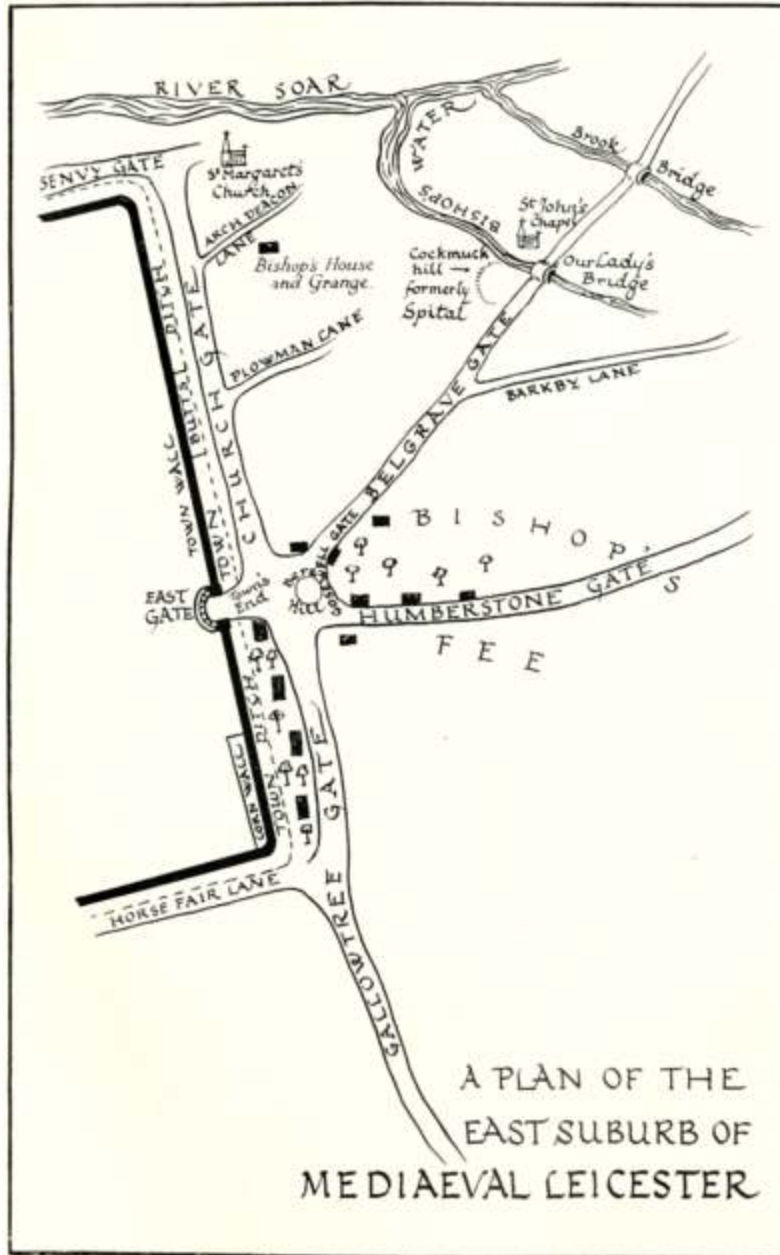 RIVER SOAR
SENVY GATE
St Margaret's
Church
ARCH DEACON
LANE
Bishop's House
and Grange
WATER
BISHOPS
Brook
Bridge
St John's
Chapel
Cockmuck
hill →
formerly
Spital
Our Lady's
Bridge
CHURCH GATE
PLOWMAN LANE
BELGRAVE GATE
BARKBY LANE
TOWN WALL
TOWN
BUTTS
DITCH
EAST
GATE
Town's
End
Hill
GATE
BISHOP'S
HUMBERSTONE GATE
FEE
TOWN DITCH
CORN WALL
HORSE FAIR LANE
GALLOWTREE GATE
A PLAN OF THE
EAST SUBURB OF
MEDIAEVAL LEICESTER